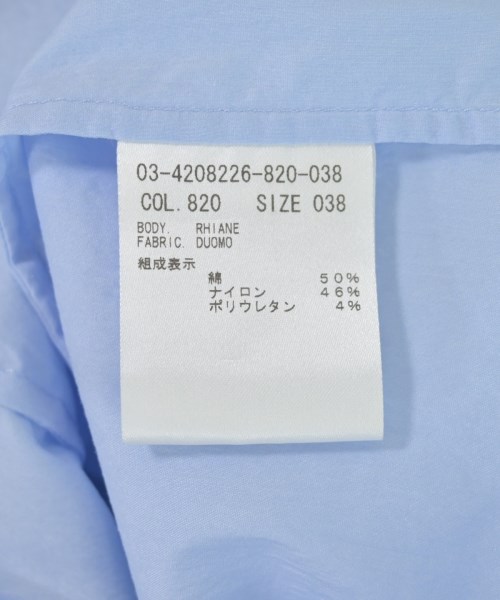 03-4208226-820-038
COL. 820 SIZE 038
BODY. RHIANE
FABRIC. DUOMO
組成表示
綿 50%
ナイロン 46%
ポリウレタン 4%